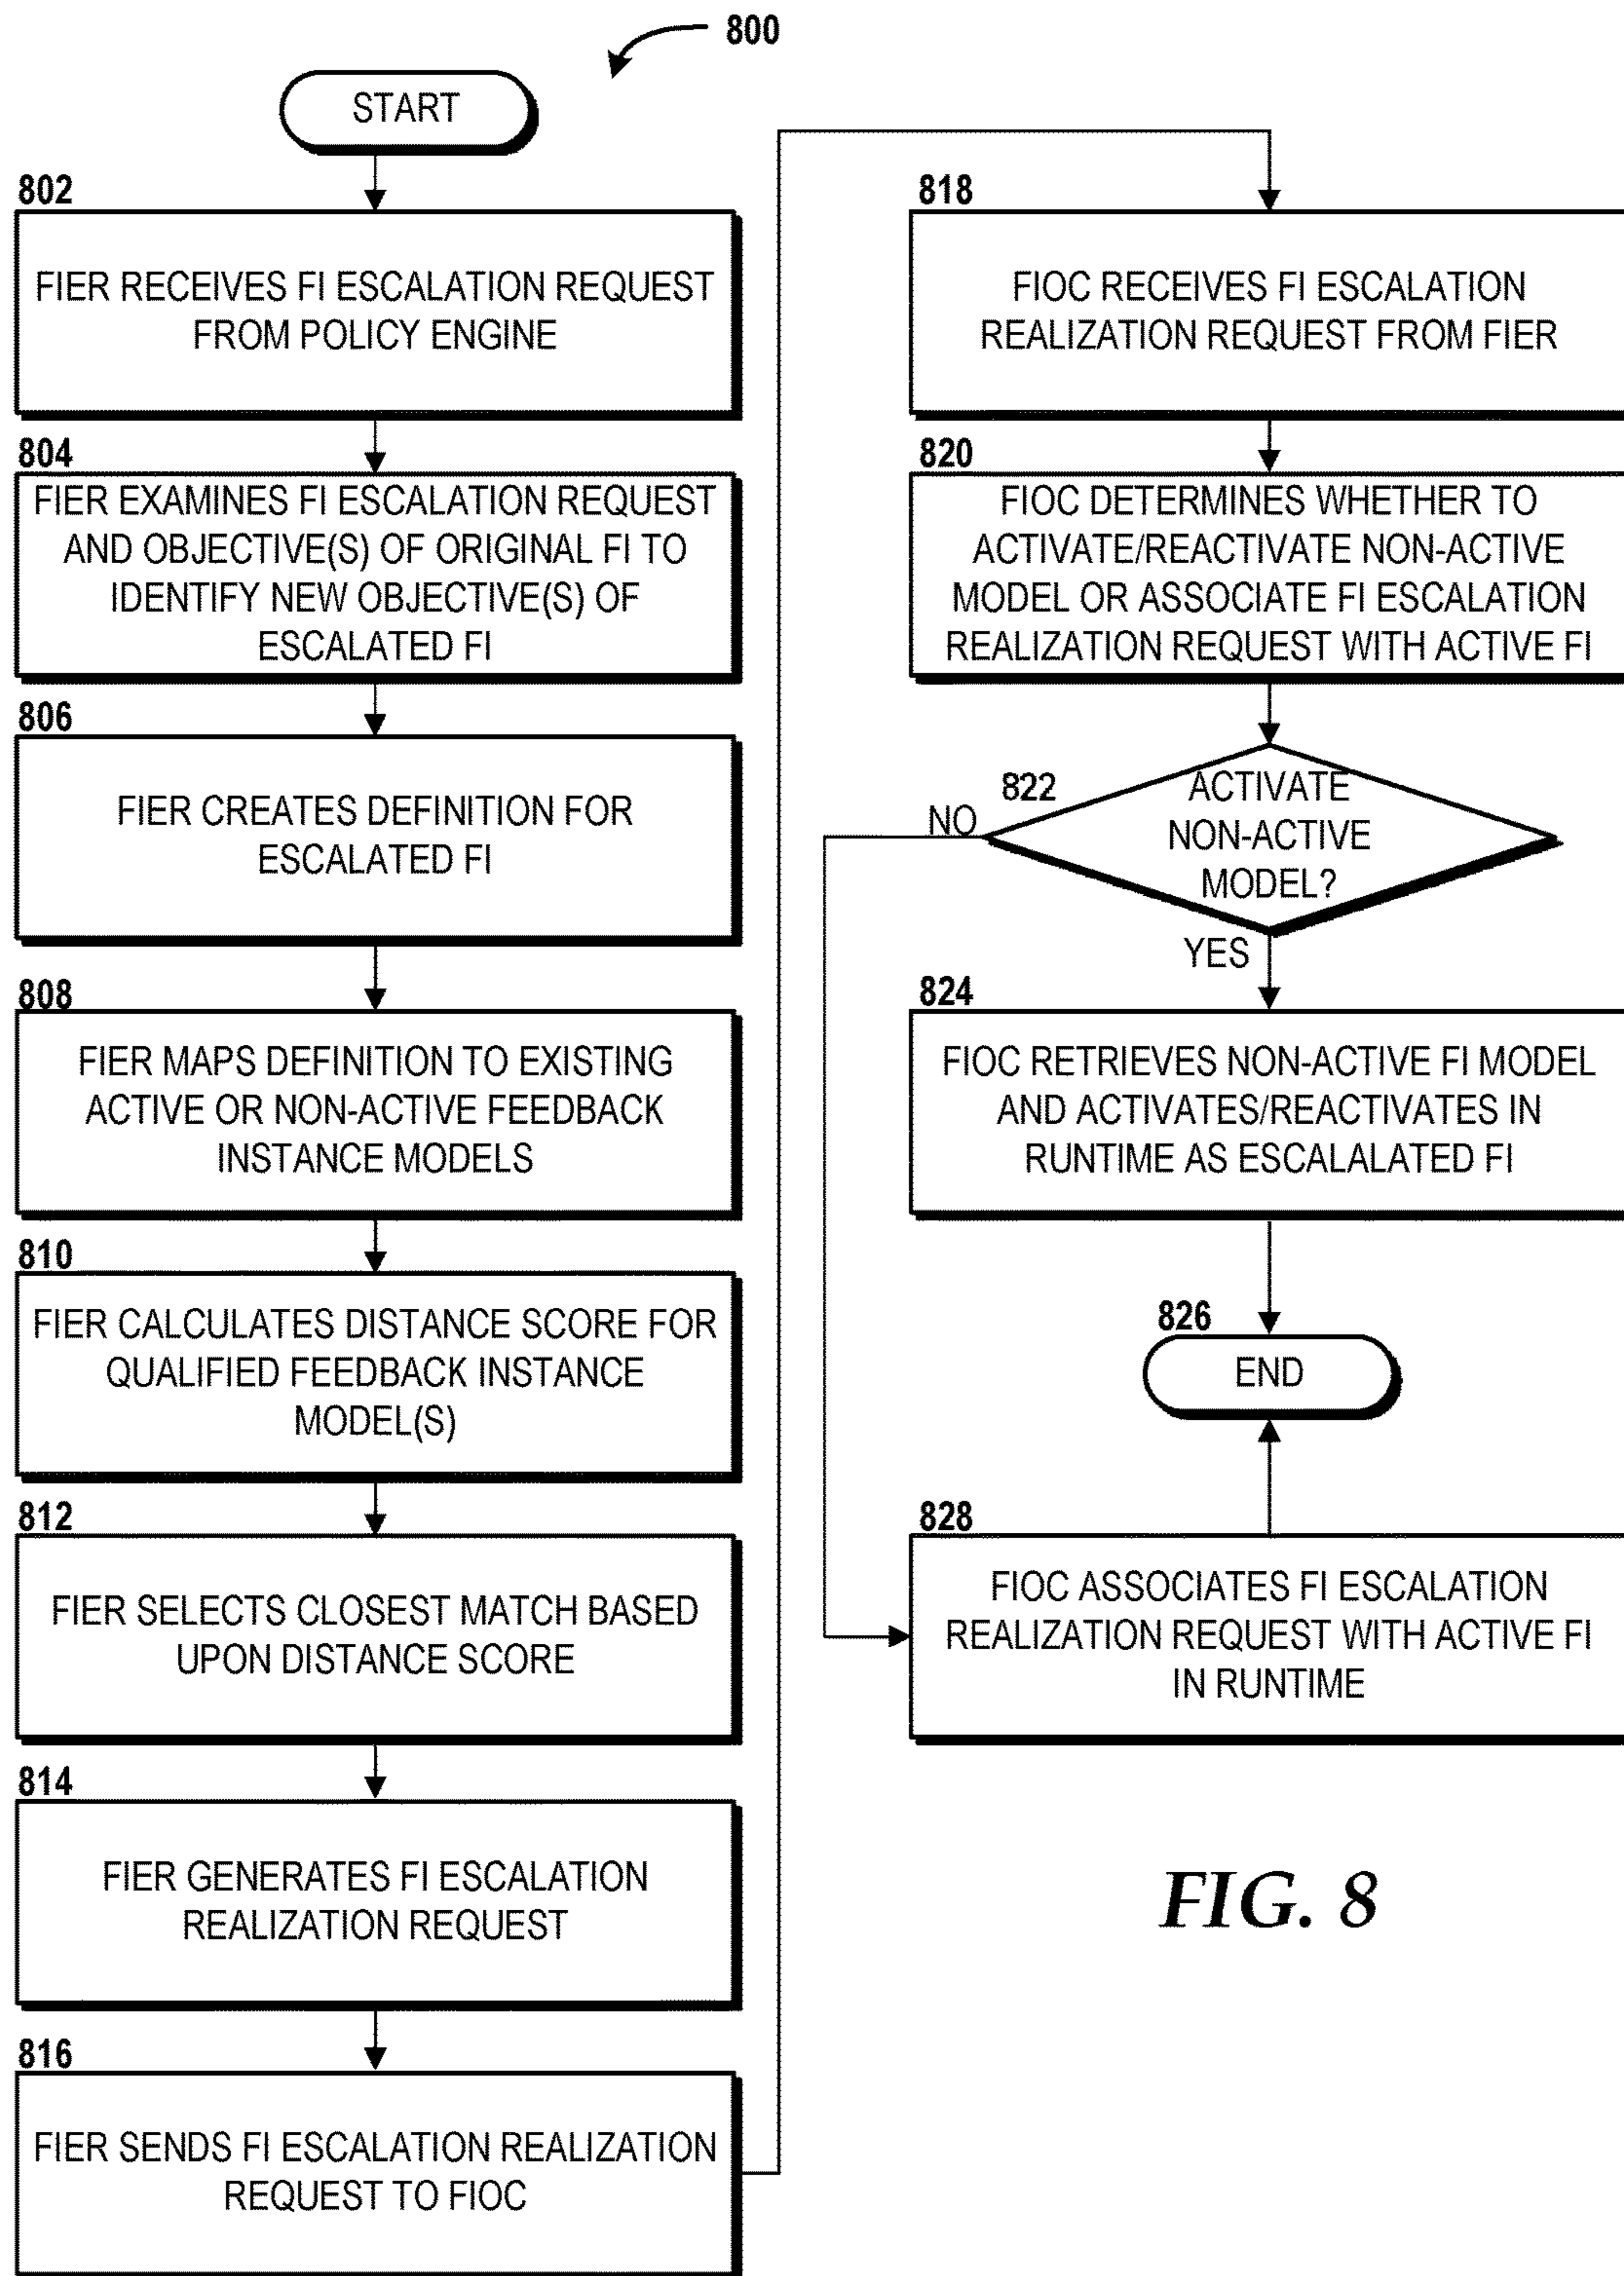 800
START
802
FIER RECEIVES FI ESCALATION REQUEST
FROM POLICY ENGINE
804
FIER EXAMINES FI ESCALATION REQUEST
AND OBJECTIVE(S) OF ORIGINAL FI TO
IDENTIFY NEW OBJECTIVE(S) OF
ESCALATED FI
806
FIER CREATES DEFINITION FOR
ESCALATED FI
808
FIER MAPS DEFINITION TO EXISTING
ACTIVE OR NON-ACTIVE FEEDBACK
INSTANCE MODELS
810
FIER CALCULATES DISTANCE SCORE FOR
QUALIFIED FEEDBACK INSTANCE
MODEL(S)
812
FIER SELECTS CLOSEST MATCH BASED
UPON DISTANCE SCORE
814
FIER GENERATES FI ESCALATION
REALIZATION REQUEST
816
FIER SENDS FI ESCALATION REALIZATION
REQUEST TO FIOC
818
FIOC RECEIVES FI ESCALATION
REALIZATION REQUEST FROM FIER
820
FIOC DETERMINES WHETHER TO
ACTIVATE/REACTIVATE NON-ACTIVE
MODEL OR ASSOCIATE FI ESCALATION
REALIZATION REQUEST WITH ACTIVE FI
822
ACTIVATE
NON-ACTIVE
MODEL?
NO
YES
824
FIOC RETRIEVES NON-ACTIVE FI MODEL
AND ACTIVATES/REACTIVATES IN
RUNTIME AS ESCALALATED FI
826
END
828
FIOC ASSOCIATES FI ESCALATION
REALIZATION REQUEST WITH ACTIVE FI
IN RUNTIME
FIG. 8